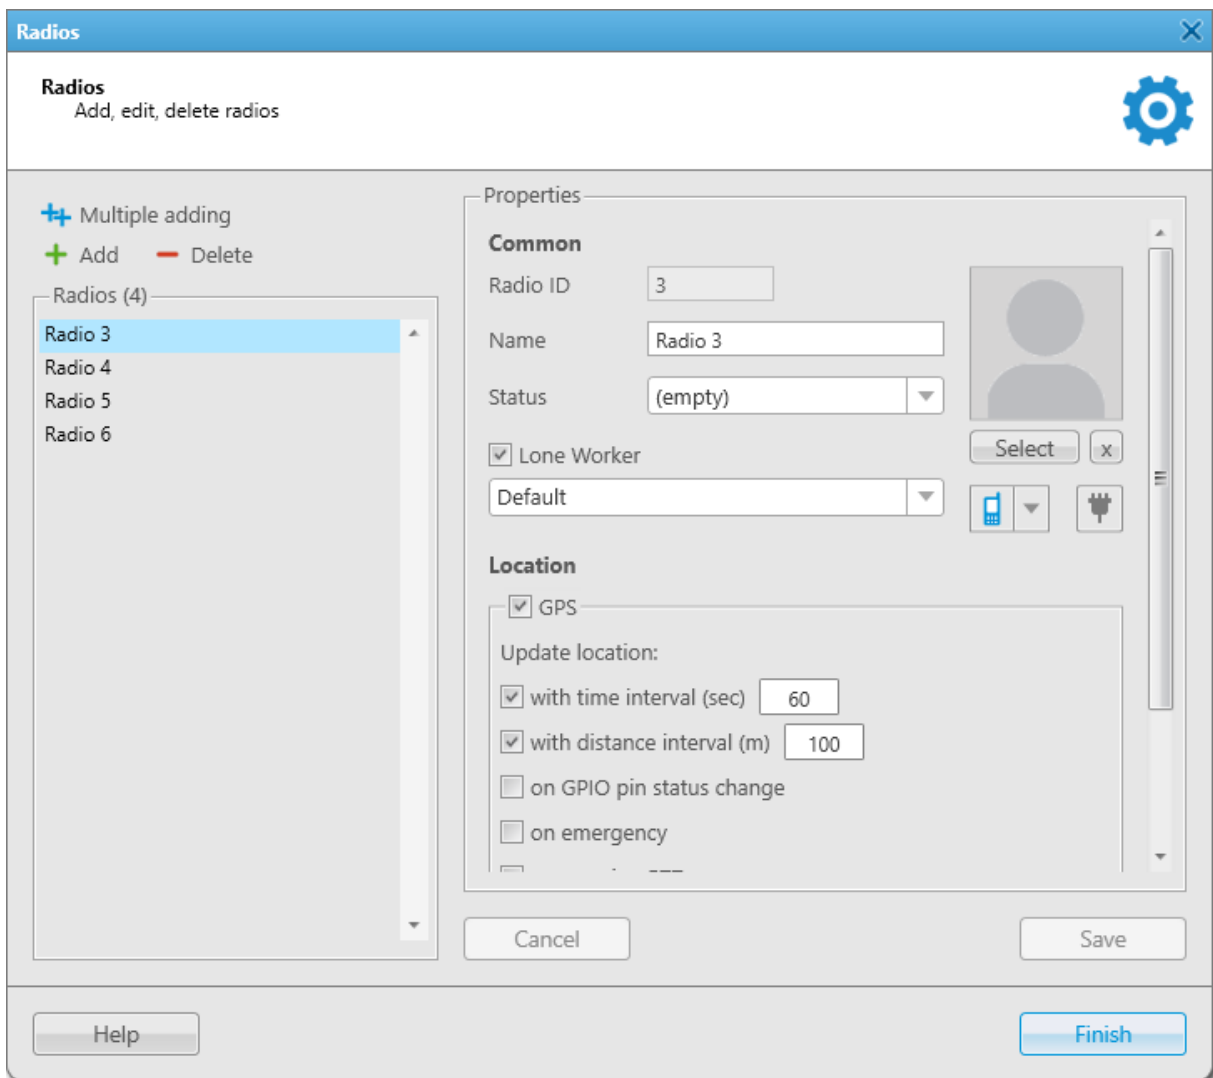 Radios
Radios
Add, edit, delete radios
Multiple adding
Add Delete
Radios (4)
Radio 3
Radio 4
Radio 5
Radio 6
Properties
Common
Radio ID 3
Name Radio 3
Status (empty)
Lone Worker
Default
Select x
Location
GPS
Update location:
with time interval (sec) 60
with distance interval (m) 100
on GPIO pin status change
on emergency
Cancel Save
Help Finish